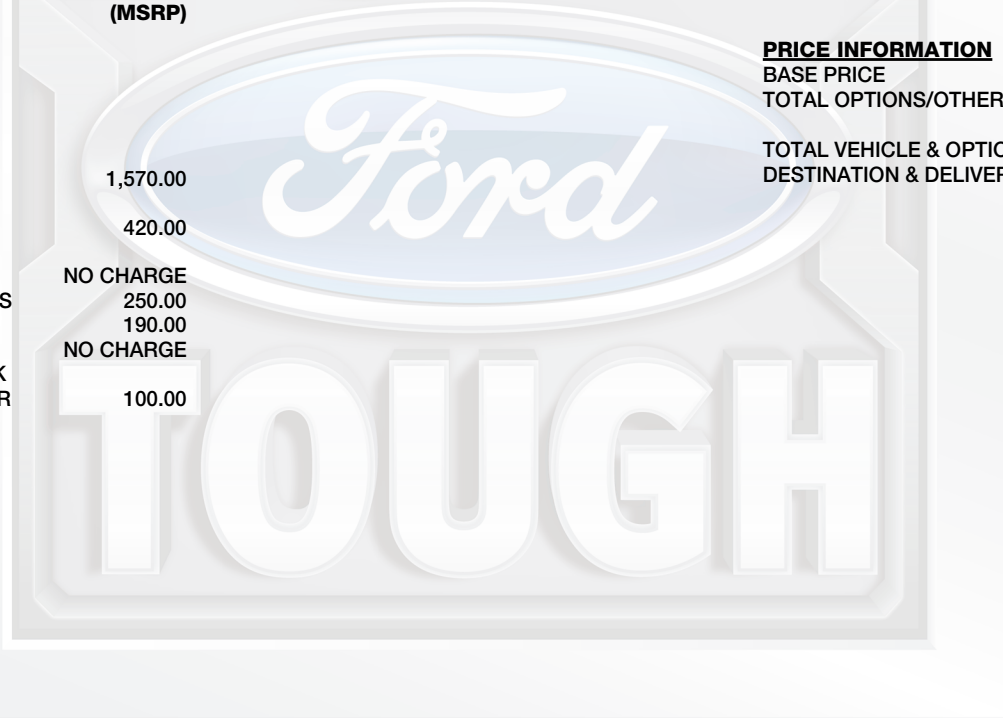 (MSRP)
PRICE INFORMATION
BASE PRICE
TOTAL OPTIONS/OTHER
TOTAL VEHICLE & OPTIO
DESTINATION & DELIVER
1,570.00
420.00
NO CHARGE
S 250.00
190.00
NO CHARGE
K
R 100.00
Ford
TOUGH